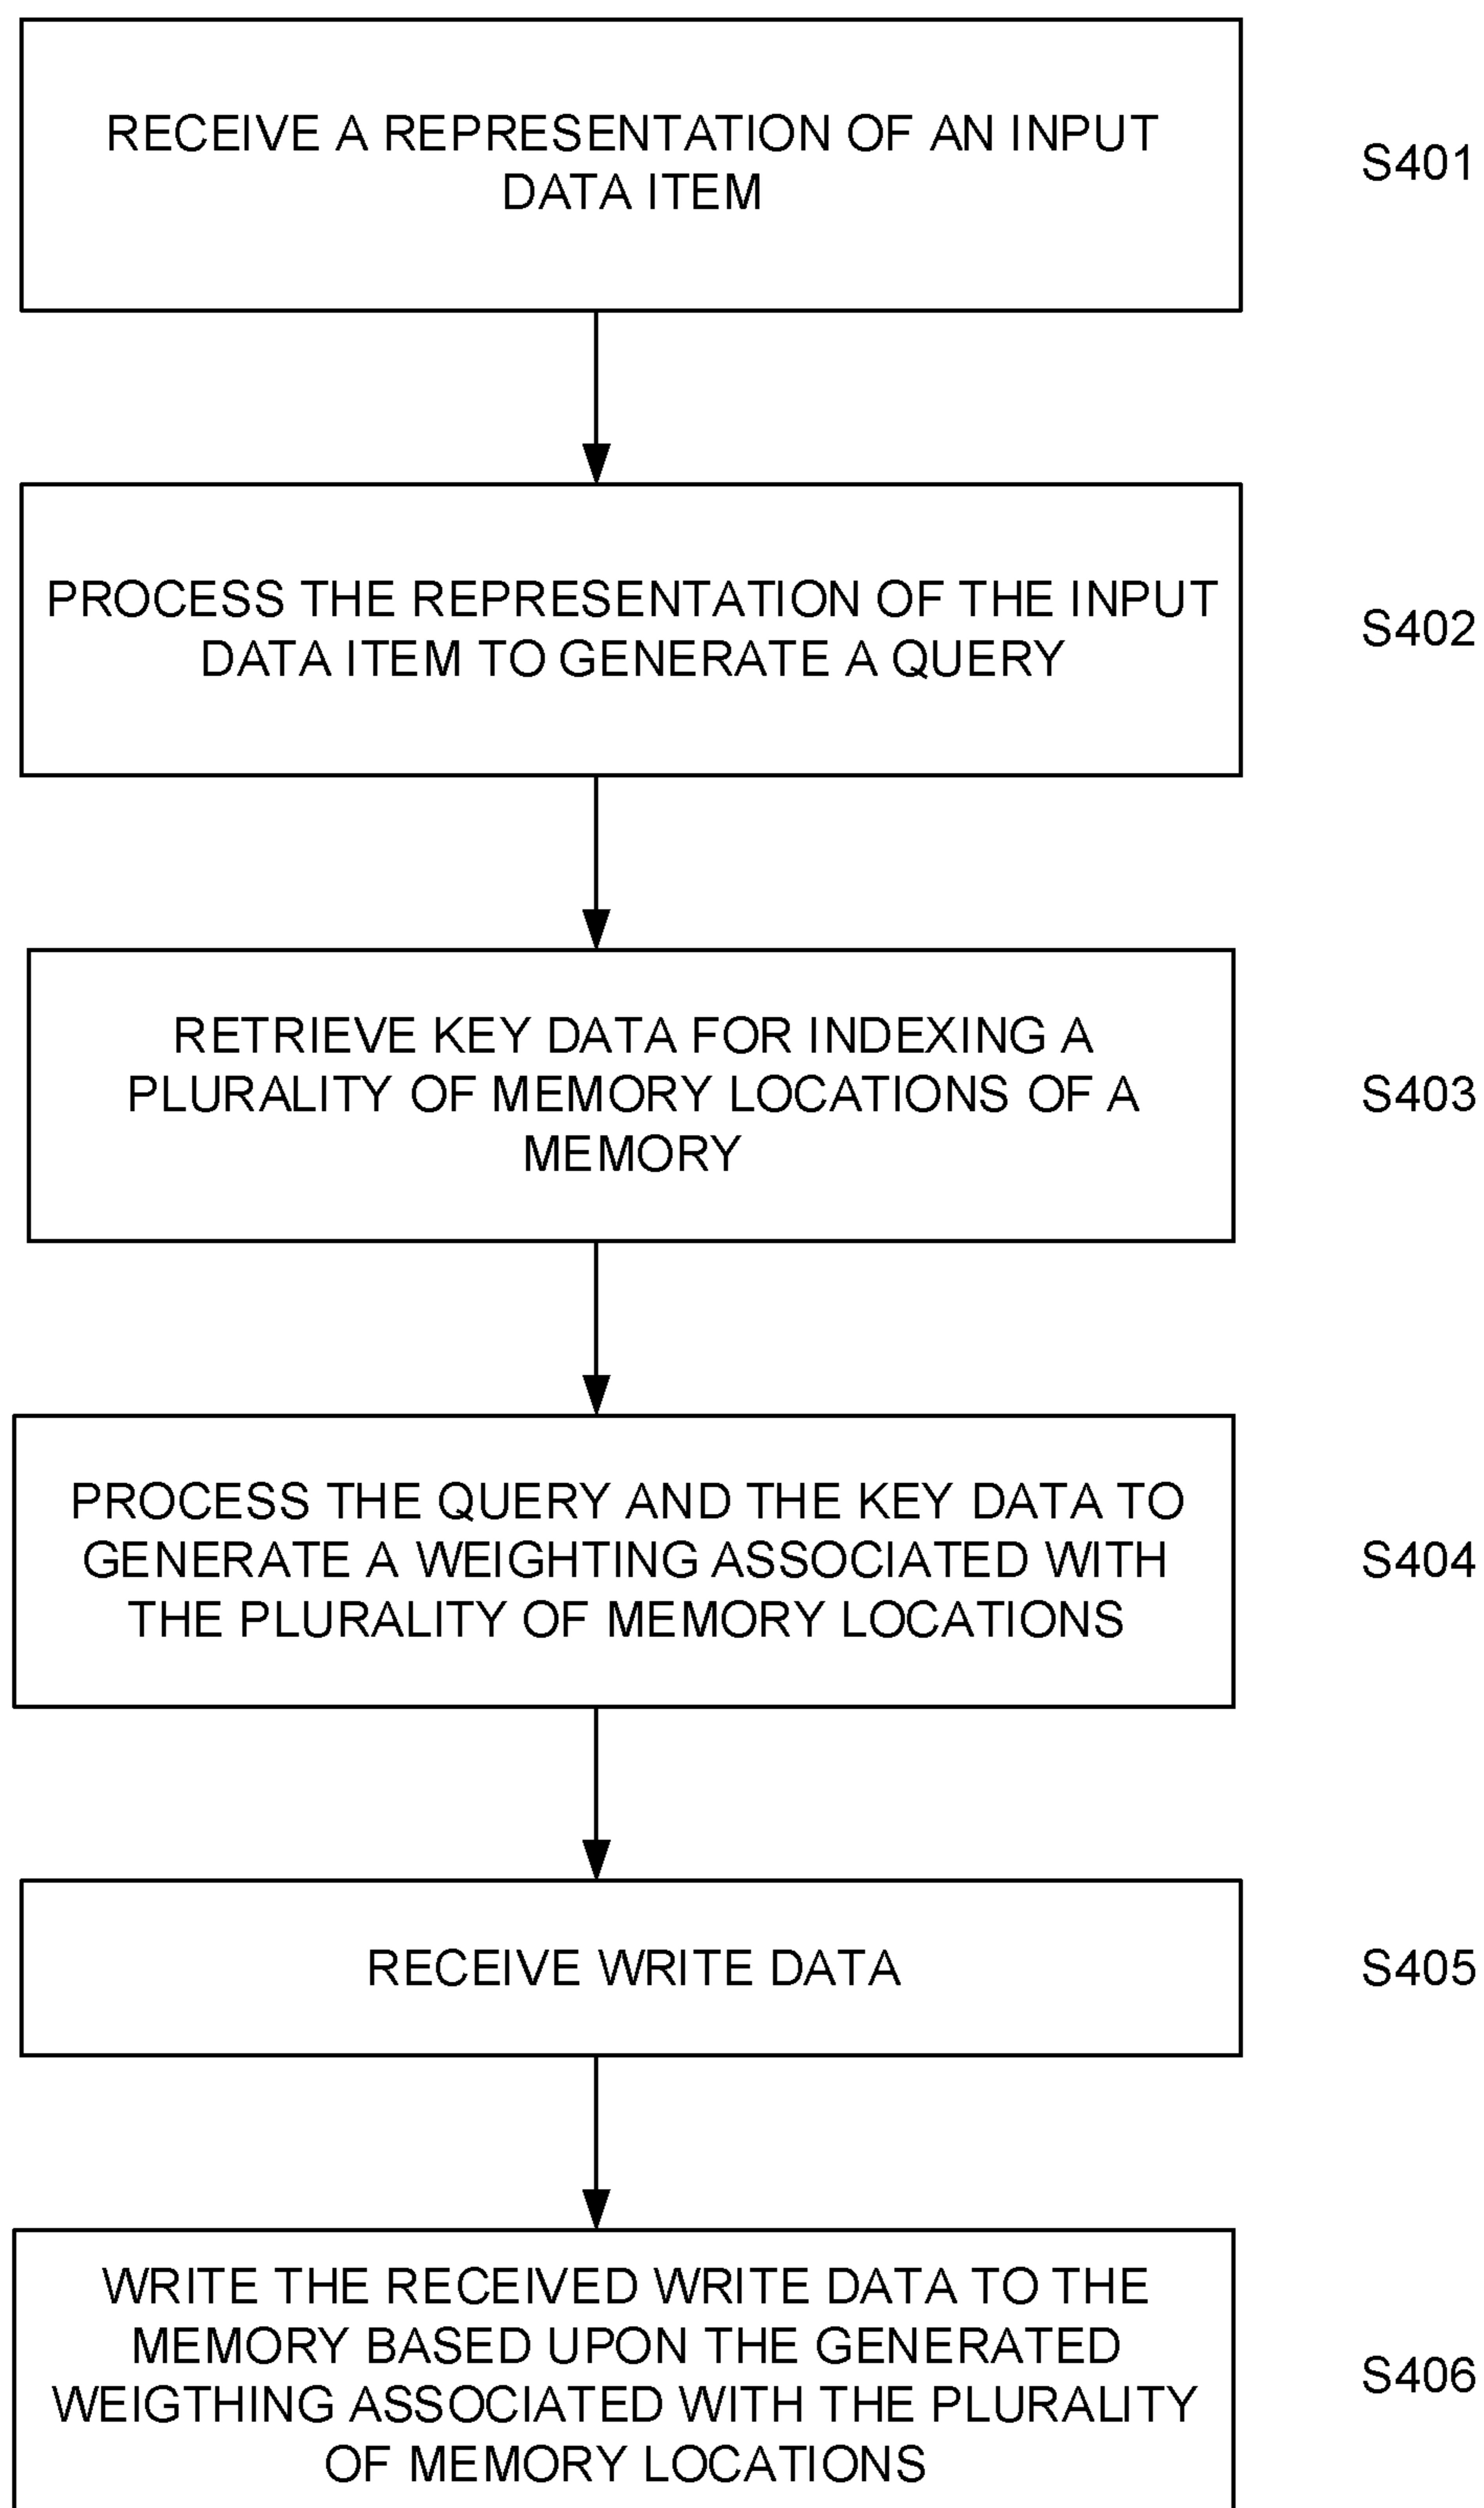 RECEIVE A REPRESENTATION OF AN INPUT
DATA ITEM
S401
PROCESS THE REPRESENTATION OF THE INPUT
DATA ITEM TO GENERATE A QUERY
S402
RETRIEVE KEY DATA FOR INDEXING A
PLURALITY OF MEMORY LOCATIONS OF A
MEMORY
S403
PROCESS THE QUERY AND THE KEY DATA TO
GENERATE A WEIGHTING ASSOCIATED WITH
THE PLURALITY OF MEMORY LOCATIONS
S404
RECEIVE WRITE DATA
S405
WRITE THE RECEIVED WRITE DATA TO THE
MEMORY BASED UPON THE GENERATED
WEIGTHING ASSOCIATED WITH THE PLURALITY
OF MEMORY LOCATIONS
S406